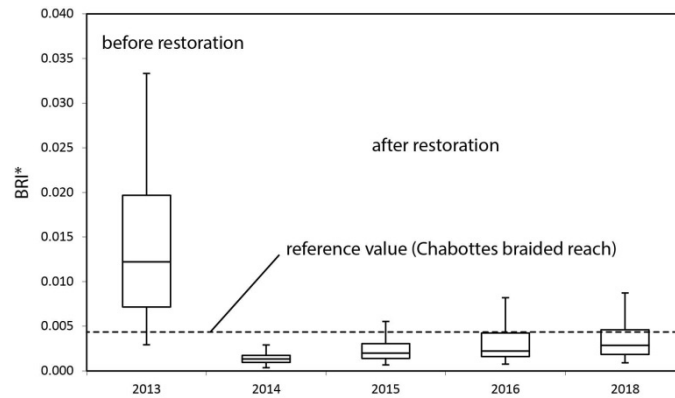 0.040
before restoration
0.035
0.030
0.025
after restoration
0.020
BRI*
0.015
reference value (Chabottes braided reach)
0.010
0.005
0.000
2013 2014 2015 2016 2018